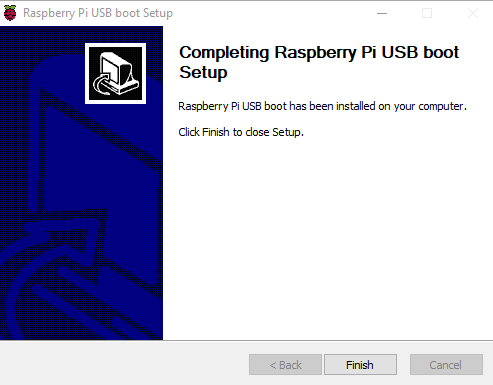 Raspberry Pi USB boot Setup
Completing Raspberry Pi USB boot
Setup
Raspberry Pi USB boot has been installed on your computer.
Click Finish to close Setup.
< Back
Finish
Cancel